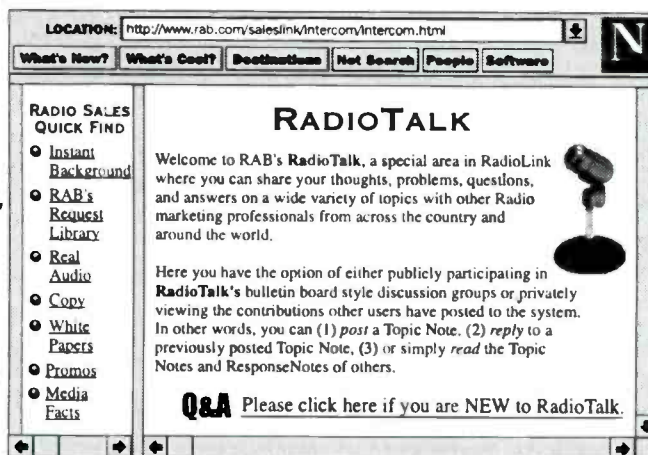 LOCATION: http://www.rab.com/saleslink/intercom/intercom.html
N
What's New? What's Cool? Destinations Net Search People Software
RADIO SALES
QUICK FIND
Instant
Background
RAB's
Request
Library
Real
Audio
Copy
White
Papers
Promos
Media
Facts
RADIOTALK
Welcome to RAB's RadioTalk, a special area in RadioLink
where you can share your thoughts, problems, questions,
and answers on a wide variety of topics with other Radio
marketing professionals from across the country and
around the world.
Here you have the option of either publicly participating in
RadioTalk's bulletin board style discussion groups or privately
viewing the contributions other users have posted to the system.
In other words, you can (1) post a Topic Note, (2) reply to a
previously posted Topic Note, (3) or simply read the Topic
Notes and ResponseNotes of others.
Q&A Please click here if you are NEW to RadioTalk.